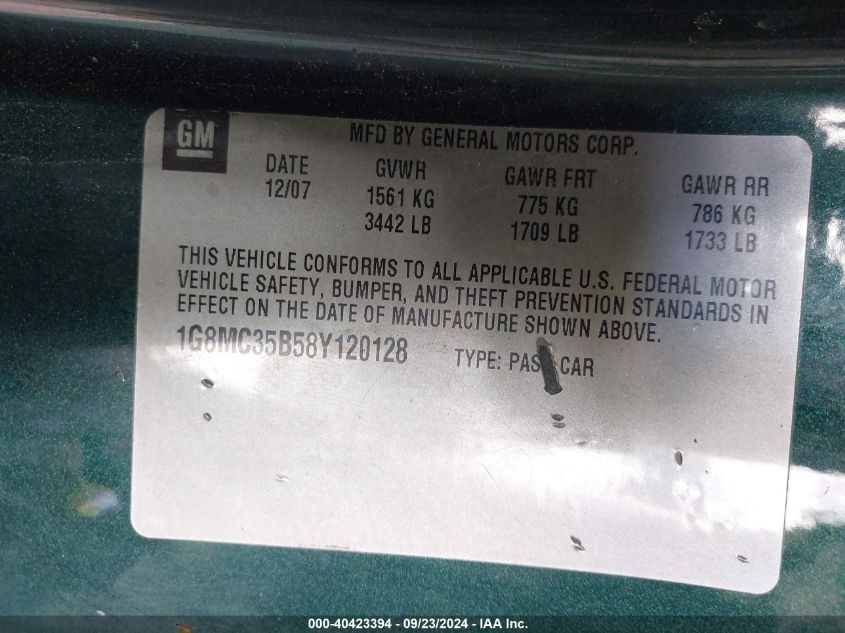 GM
MFD BY GENERAL MOTORS CORP.
DATE GVWR GAWR FRT GAWR RR
12/07 1561 KG 775 KG 786 KG
3442 LB 1709 LB 1733 LB
THIS VEHICLE CONFORMS TO ALL APPLICABLE U.S. FEDERAL MOTOR
VEHICLE SAFETY, BUMPER, AND THEFT PREVENTION STANDARDS IN
EFFECT ON THE DATE OF MANUFACTURE SHOWN ABOVE.
1G8MC35B58Y120128 TYPE: PASS CAR
000-40423394 - 09/23/2024 - IAA Inc.